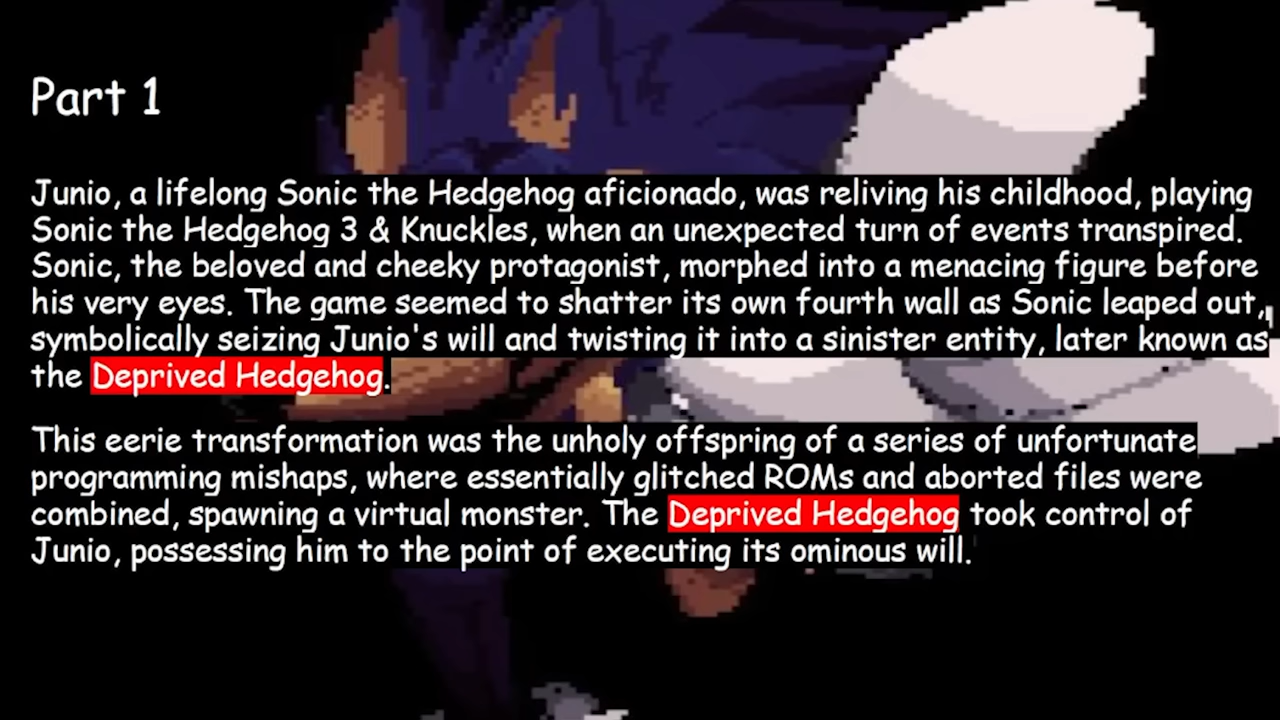 Part 1
Junio, a lifelong Sonic the Hedgehog aficionado, was reliving his childhood, playing
Sonic the Hedgehog 3 & Knuckles, when an unexpected turn of events transpired.
Sonic, the beloved and cheeky protagonist, morphed into a menacing figure before
his very eyes. The game seemed to shatter its own fourth wall as Sonic leaped out,
symbolically seizing Junio's will and twisting it into a sinister entity, later known as
the Deprived Hedgehog.
This eerie transformation was the unholy offspring of a series of unfortunate
programming mishaps, where essentially glitched ROMs and aborted files were
combined, spawning a virtual monster. The Deprived Hedgehog took control of
Junio, possessing him to the point of executing its ominous will.